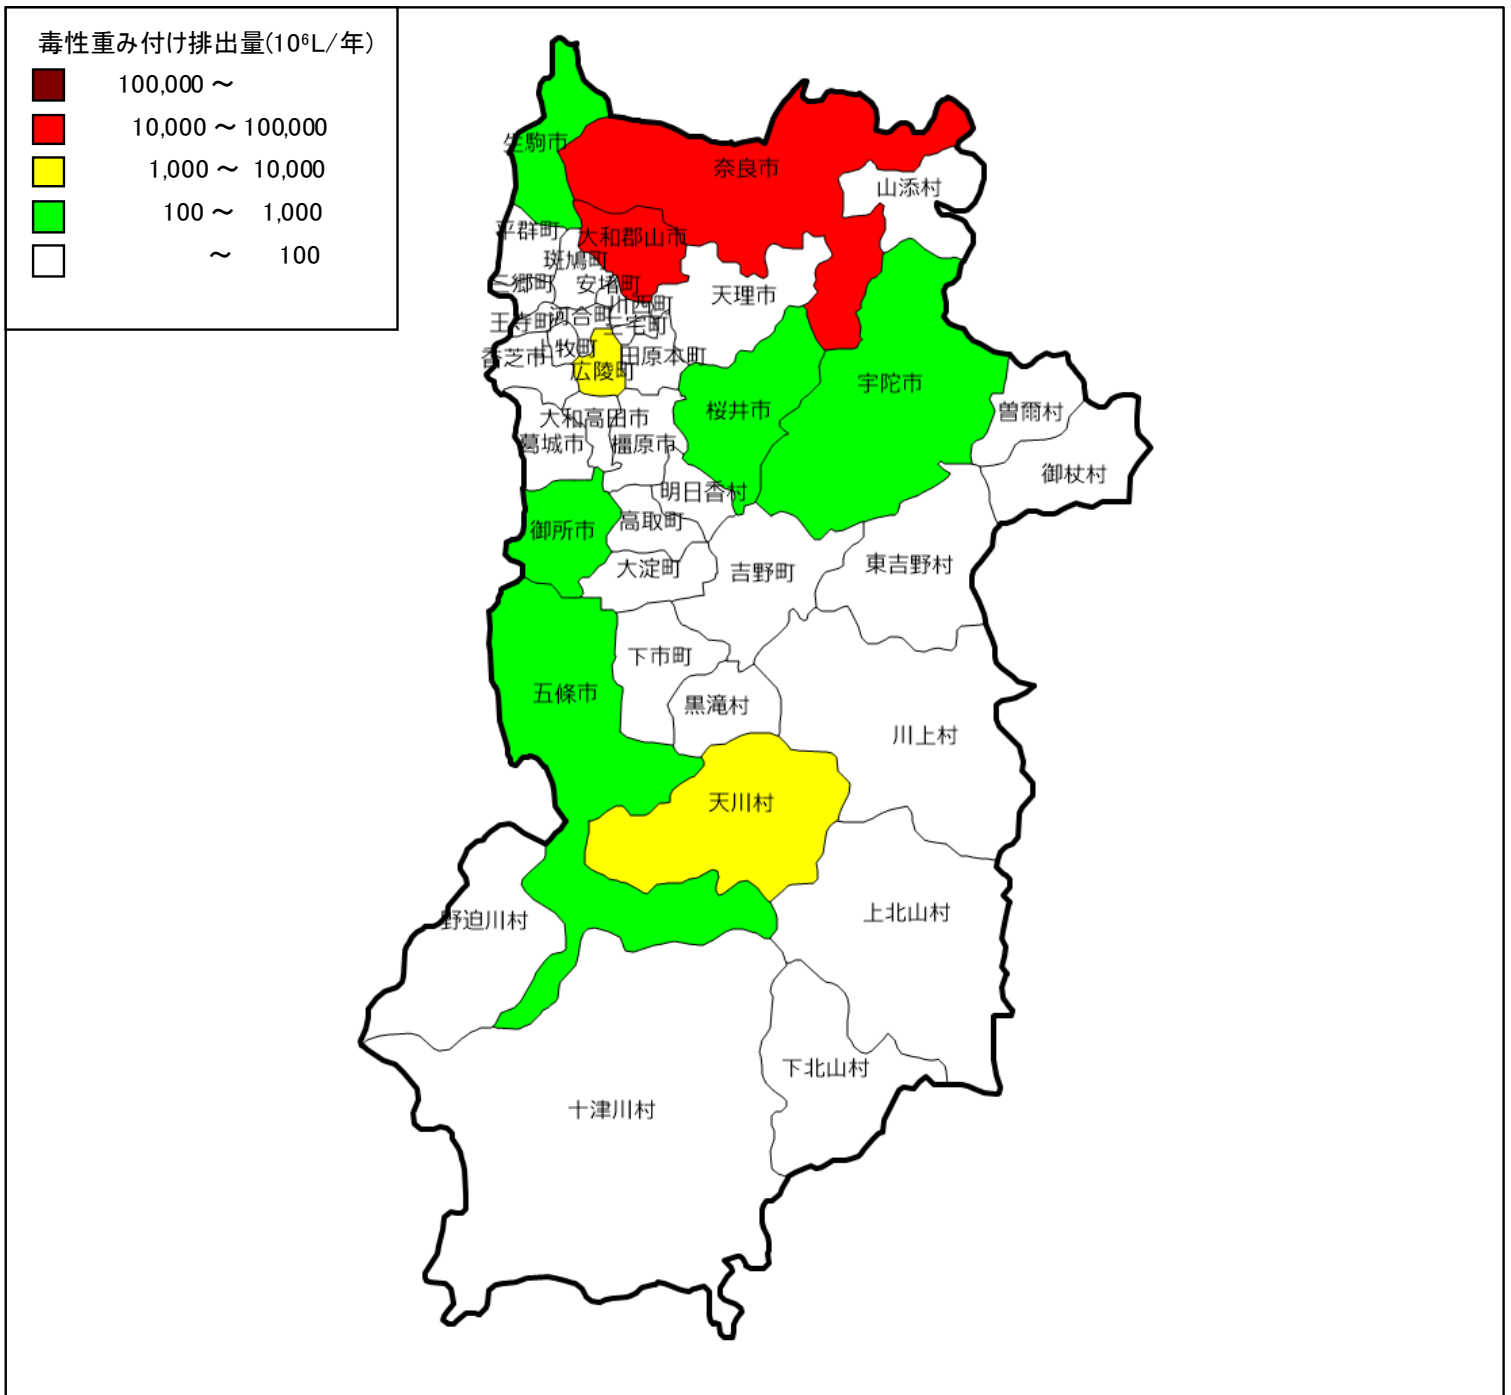 毒性重み付け排出量(10⁶L/年)
100,000～
10,000～100,000
1,000～ 10,000
100～ 1,000
～ 100
生駒市
奈良市
山添村
平群町
大和郡山市
斑鳩町
三郷町
安堵町
天理市
川西町
王寺町
河合町
三宅町
香芝市
上牧町
田原本町
広陵町
宇陀市
桜井市
曽爾村
大和高田市
葛城市
橿原市
御杖村
明日香村
高取町
御所市
大淀町
吉野町
東吉野村
下市町
五條市
黒滝村
川上村
天川村
上北山村
野迫川村
下北山村
十津川村